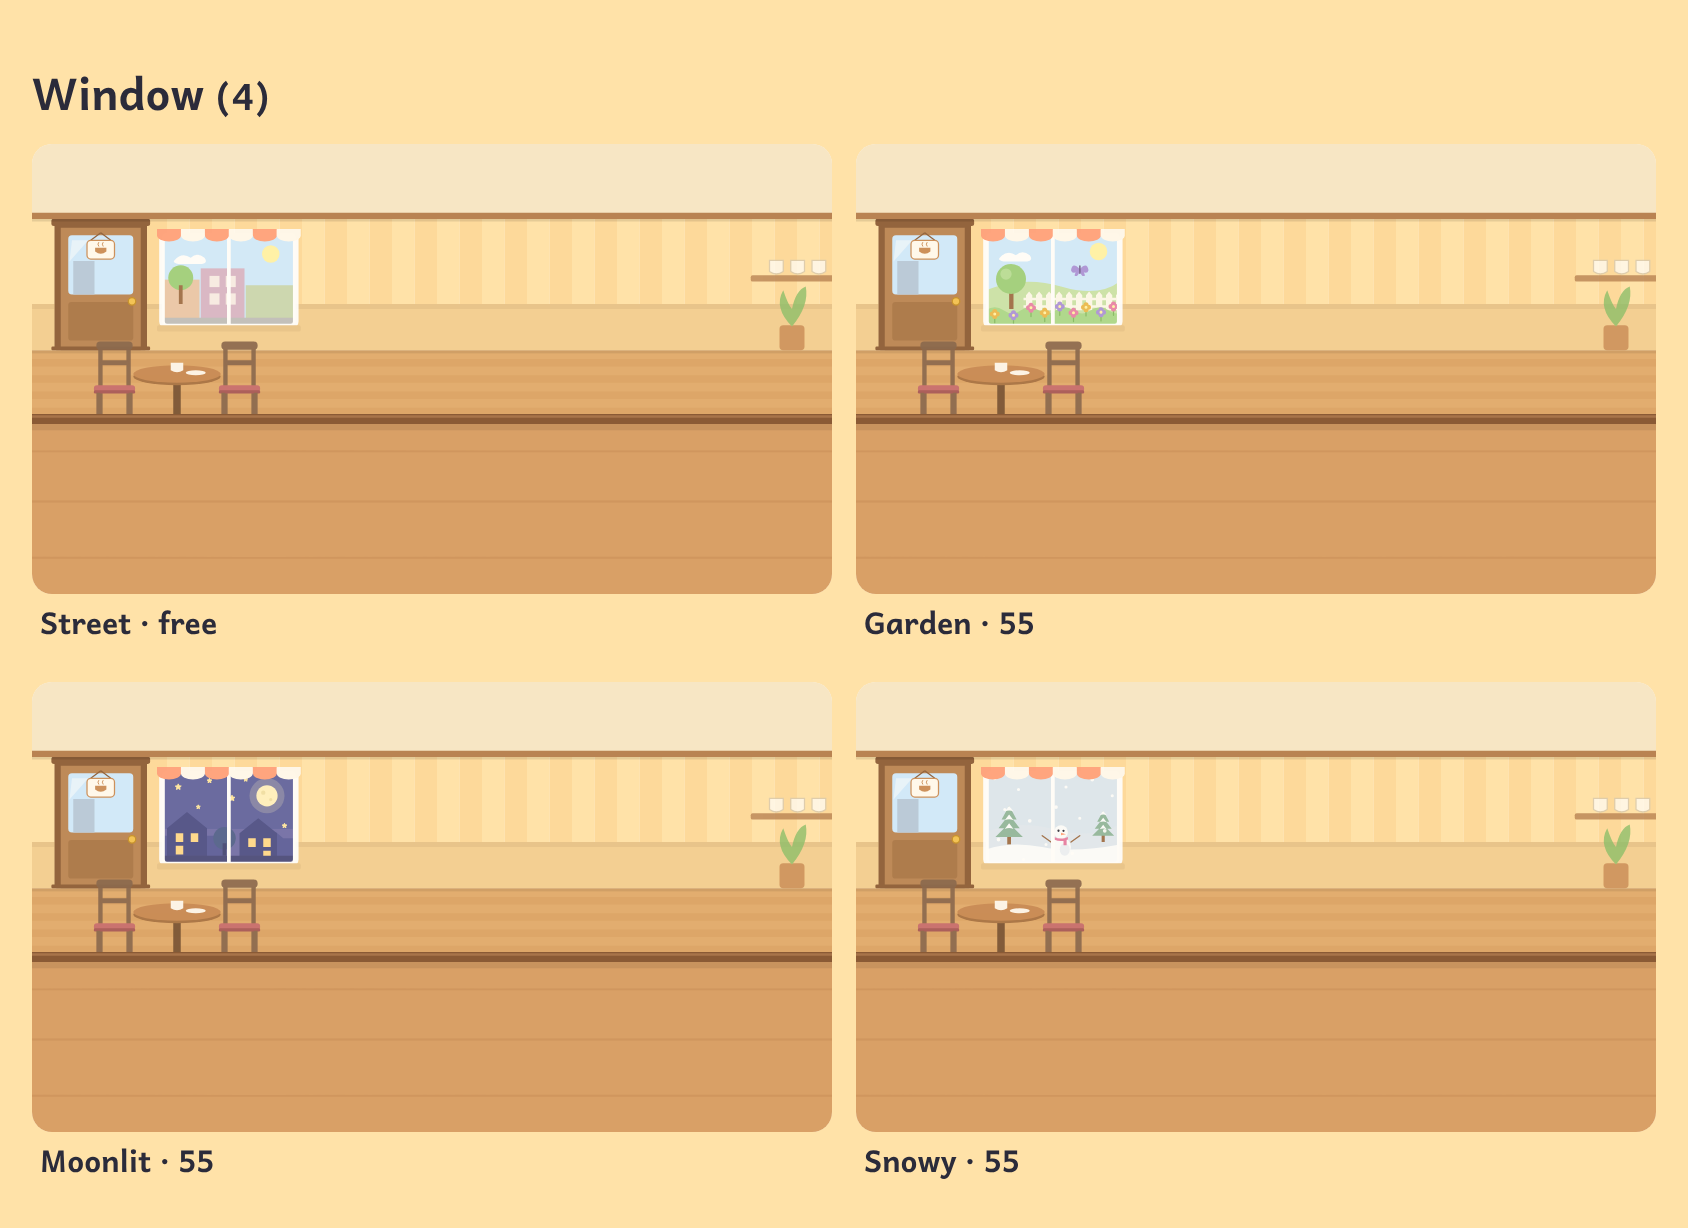 Window (4)
Street · free
Garden · 55
Moonlit · 55
Snowy · 55